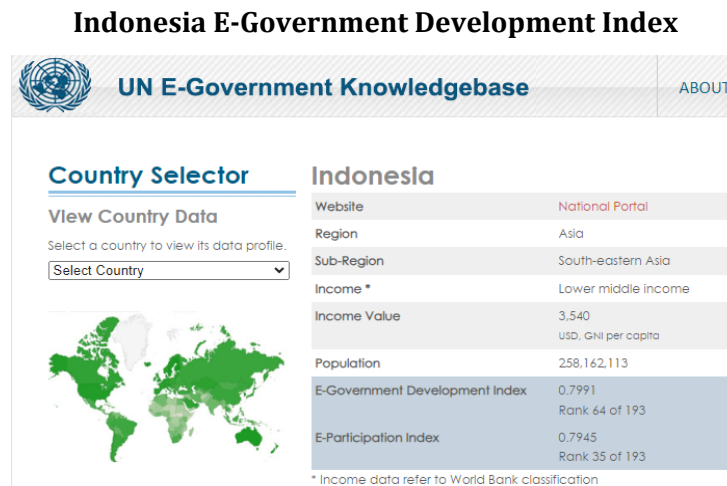 Indonesia E-Government Development Index
UN E-Government Knowledgebase
ABOUT
Country Selector
View Country Data
Select a country to view its data profile.
Select Country
Indonesia
Website National Portal
Region Asia
Sub-Region South-eastern Asia
Income * Lower middle income
Income Value 3,540
USD, GNI per capita
Population 258,162,113
E-Government Development Index 0.7991
Rank 64 of 193
E-Participation Index 0.7945
Rank 35 of 193
* Income data refer to World Bank classification